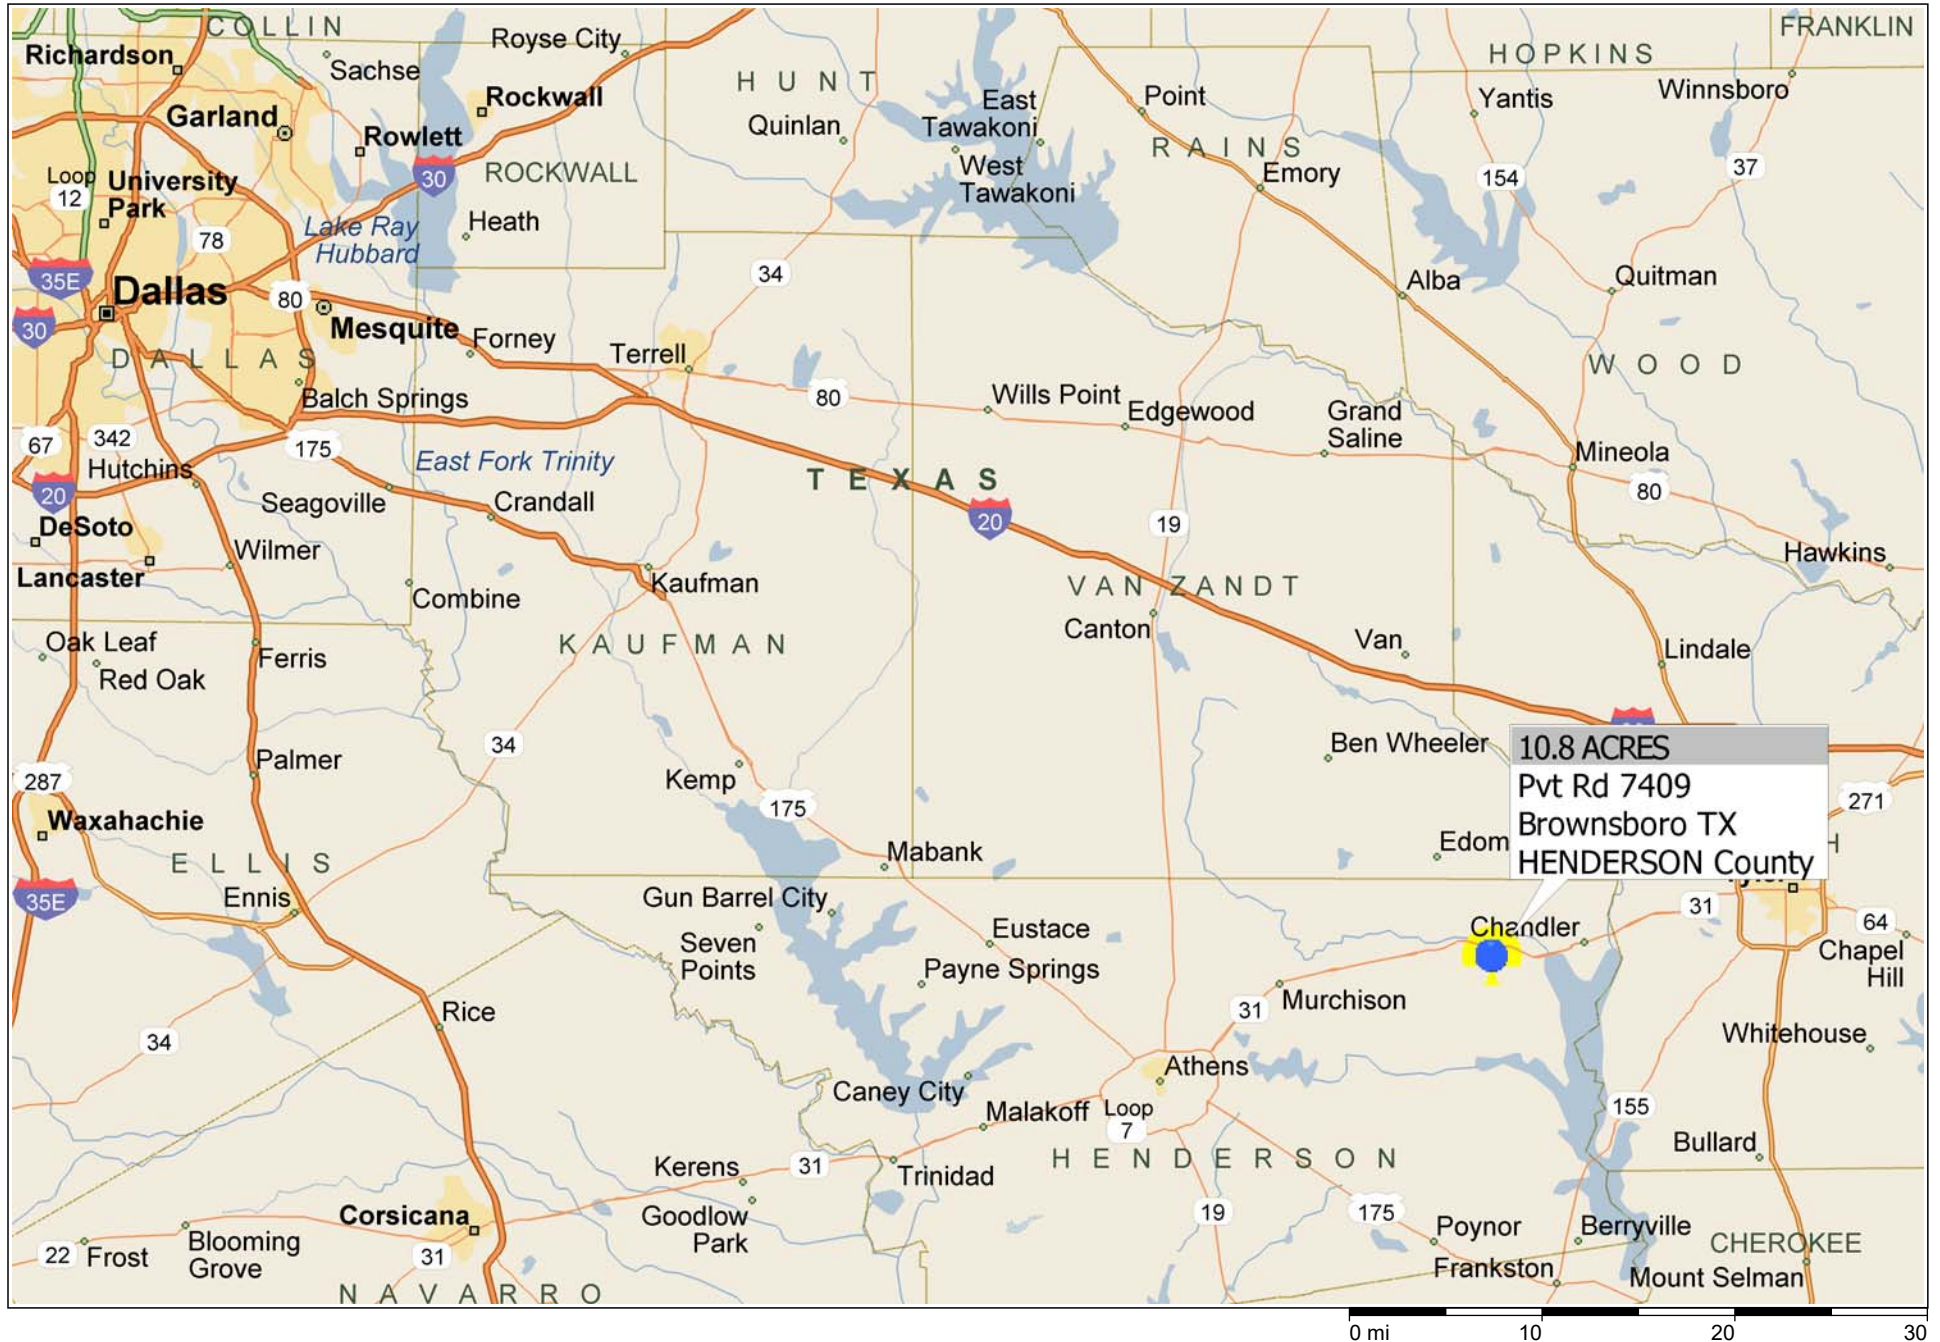 COLLIN
FRANKLIN
Richardson
Sachse
Royse City
HUNT
HOPKINS
Winnsboro
Garland
Rockwall
Rowlett
Quinlan
East
Tawakoni
Point
Yantis
RAINS
West
Tawakoni
Emory
154
37
Loop
12
University
Park
30
ROCKWALL
78
Lake Ray
Hubbard
Heath
35E
Dallas
80
34
Alba
Quitman
30
Mesquite
Forney
Terrell
DALLAS
WOOD
Balch Springs
80
Wills Point
Edgewood
Grand
Saline
67
342
175
Hutchins
East Fork Trinity
TEXAS
Mineola
20
Seagoville
Crandall
20
19
80
DeSoto
Wilmer
Hawkins
Lancaster
Combine
Kaufman
VAN ZANDT
Canton
Van
Oak Leaf
Red Oak
Ferris
KAUFMAN
Lindale
34
Palmer
Ben Wheeler
10.8 ACRES
Pvt Rd 7409
Brownsboro TX
HENDERSON County
287
Kemp
175
271
Waxahachie
Edom
H
ELLIS
Mabank
35E
Ennis
Gun Barrel City
Seven
Points
Eustace
Payne Springs
Chandler
31
64
Chapel
Hill
Rice
31
Murchison
Whitehouse
34
Athens
Caney City
Malakoff
Loop
7
155
Bullard
HENDERSON
Kerens
31
Trinidad
Corsicana
Goodlow
Park
19
175
Poynor
Berryville
22
Frost
Blooming
Grove
31
CHEROKEE
Frankston
Mount Selman
NAVARRO
0 mi
10
20
30